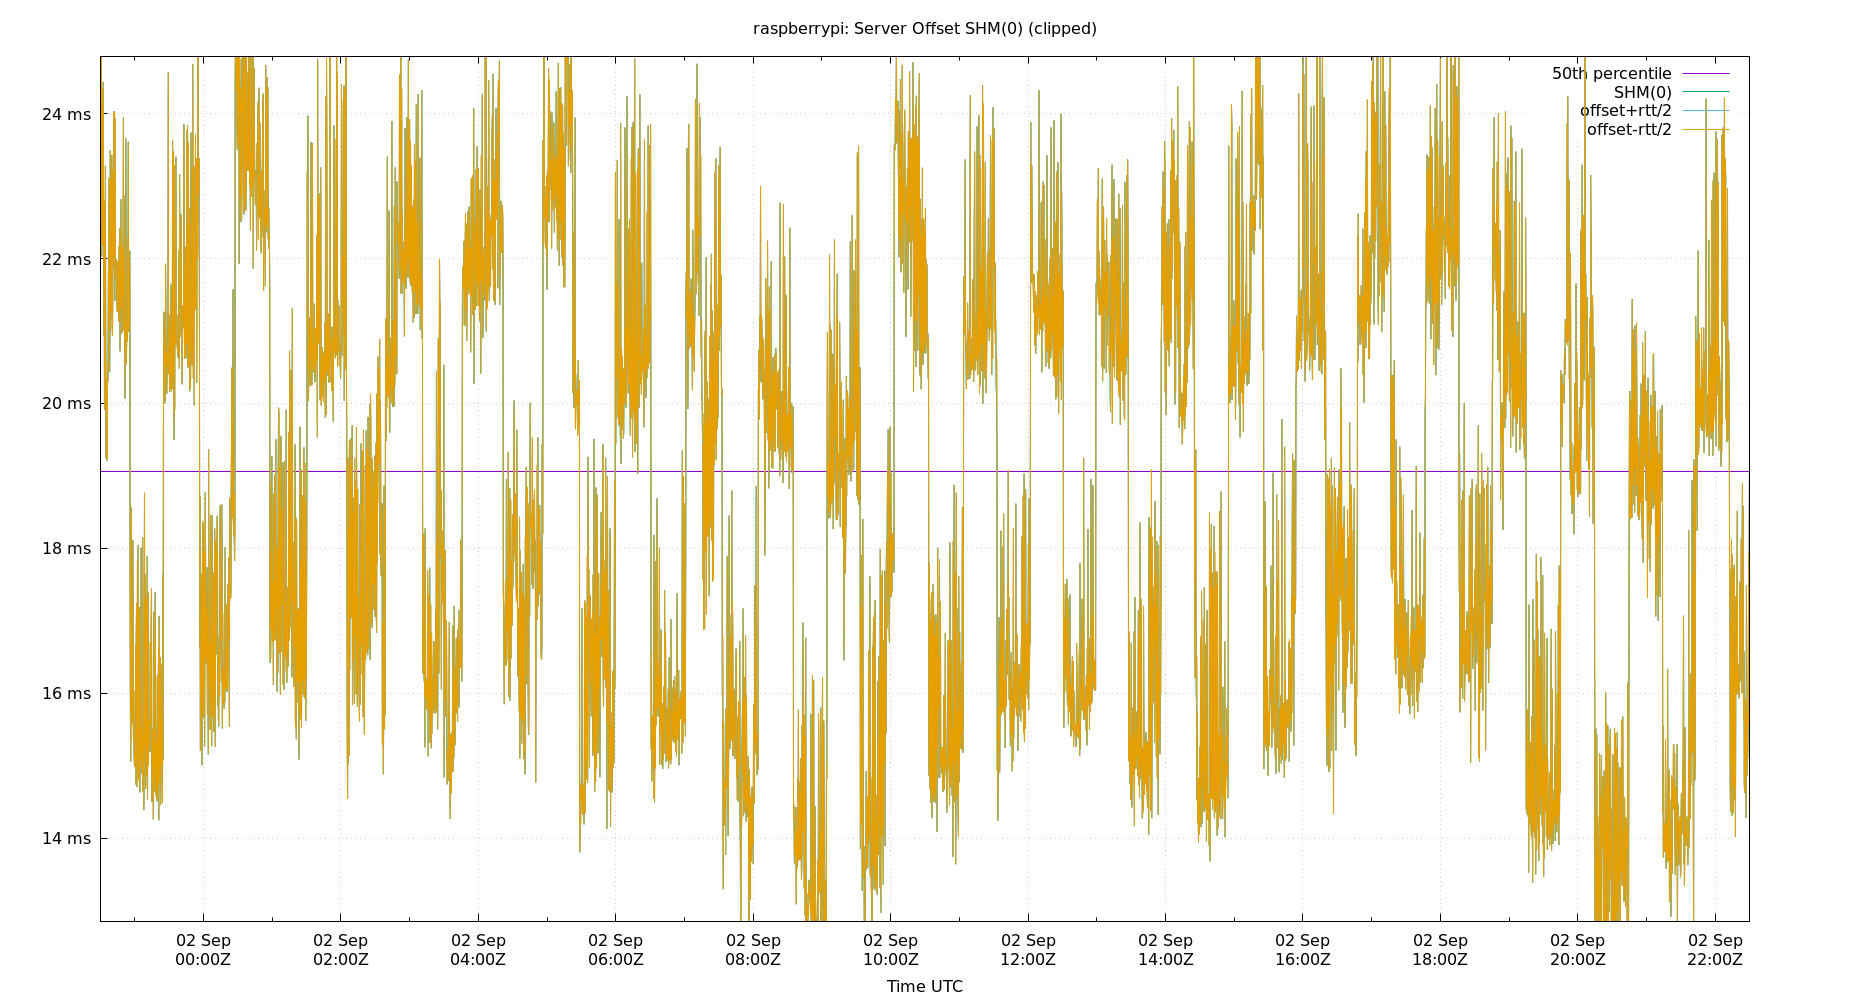 raspberrypi: Server Offset SHM(0) (clipped)
50th percentile
SHM(0)
offset+rtt/2
offset-rtt/2
24 ms
22 ms
20 ms
18 ms
16 ms
14 ms
02 Sep 02 Sep 02 Sep 02 Sep 02 Sep 02 Sep 02 Sep 02 Sep 02 Sep 02 Sep 02 Sep 02 Sep
00:00Z 02:00Z 04:00Z 06:00Z 08:00Z 10:00Z 12:00Z 14:00Z 16:00Z 18:00Z 20:00Z 22:00Z
Time UTC